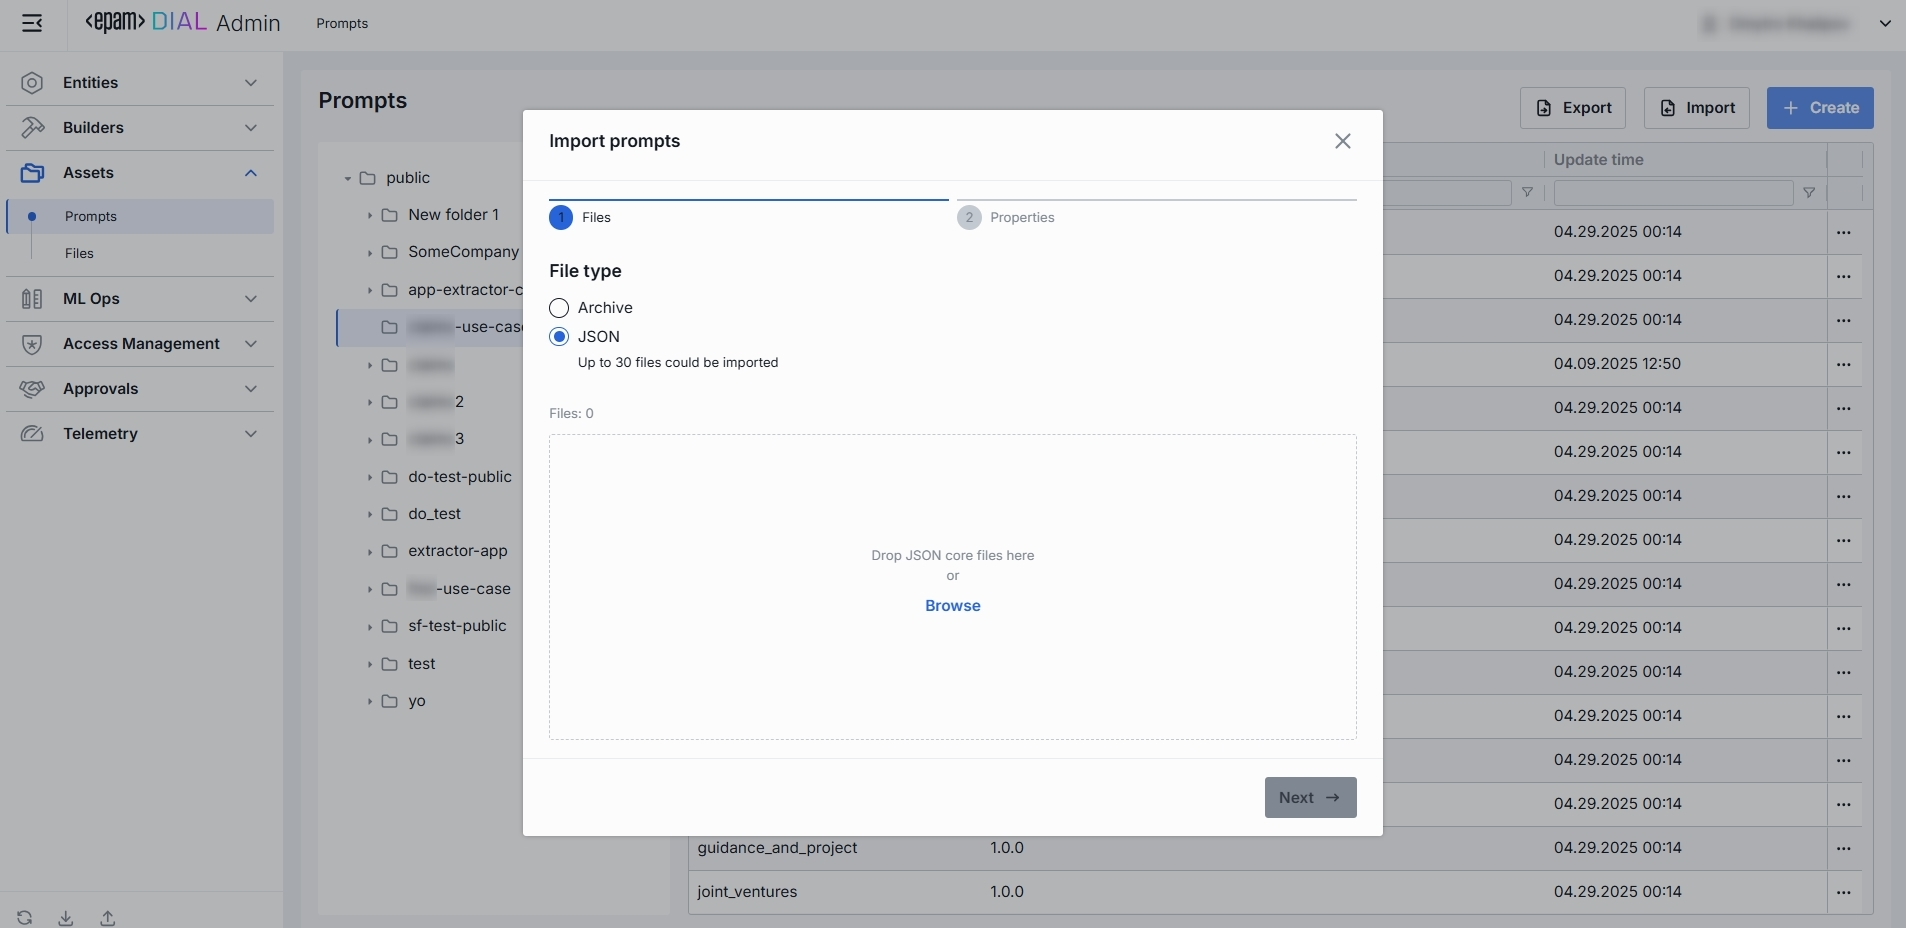 <epam> DIAL Admin
Prompts
Entities
Builders
Assets
Prompts
Files
ML Ops
Access Management
Approvals
Telemetry
Prompts
Export
Import
+ Create
public
New folder 1
SomeCompany
app-extractor-c
-use-case
2
3
do-test-public
do_test
extractor-app
-use-case
sf-test-public
test
yo
Import prompts
1 Files
2 Properties
File type
Archive
JSON
Up to 30 files could be imported
Files: 0
Drop JSON core files here
or
Browse
Next →
Update time
04.29.2025 00:14
04.29.2025 00:14
04.29.2025 00:14
04.09.2025 12:50
04.29.2025 00:14
04.29.2025 00:14
04.29.2025 00:14
04.29.2025 00:14
04.29.2025 00:14
04.29.2025 00:14
04.29.2025 00:14
04.29.2025 00:14
04.29.2025 00:14
04.29.2025 00:14
guidance_and_project 1.0.0 04.29.2025 00:14
joint_ventures 1.0.0 04.29.2025 00:14